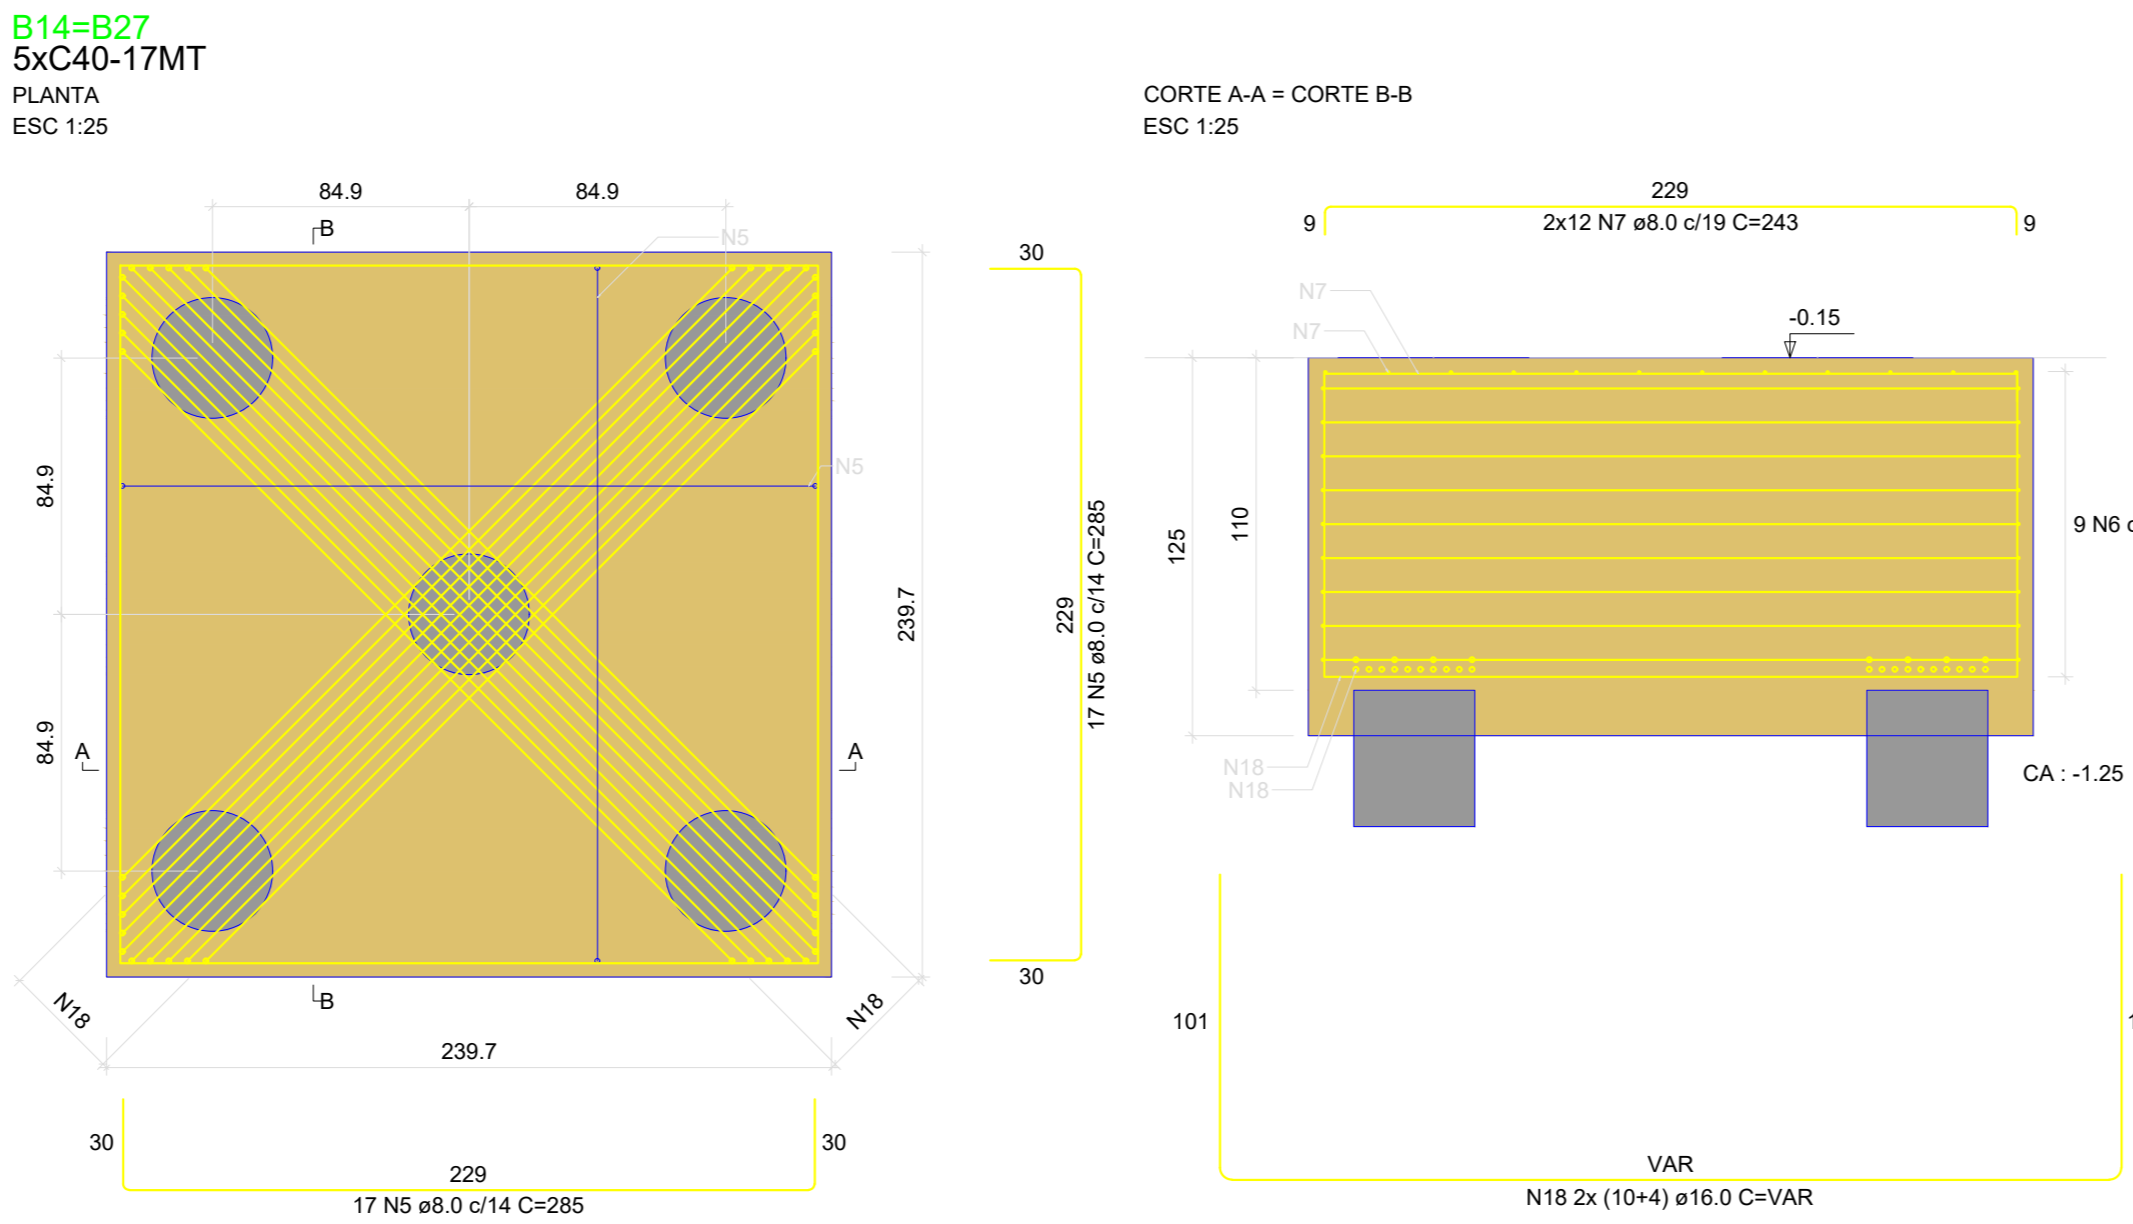 B14=B27
5xC40-17MT
PLANTA
ESC 1:25
84.9
84.9
B
N5
84.9
N5
84.9
A
A
239.7
B
N18
N18
239.7
30
30
229
17 N5 ø8.0 c/14 C=285
30
229
17 N5 ø8.0 c/14 C=285
30
CORTE A-A = CORTE B-B
ESC 1:25
229
9
9
2x12 N7 ø8.0 c/19 C=243
N7
N7
-0.15
125
110
9 N6
N18
N18
CA : -1.25
101
1
VAR
N18 2x (10+4) ø16.0 C=VAR